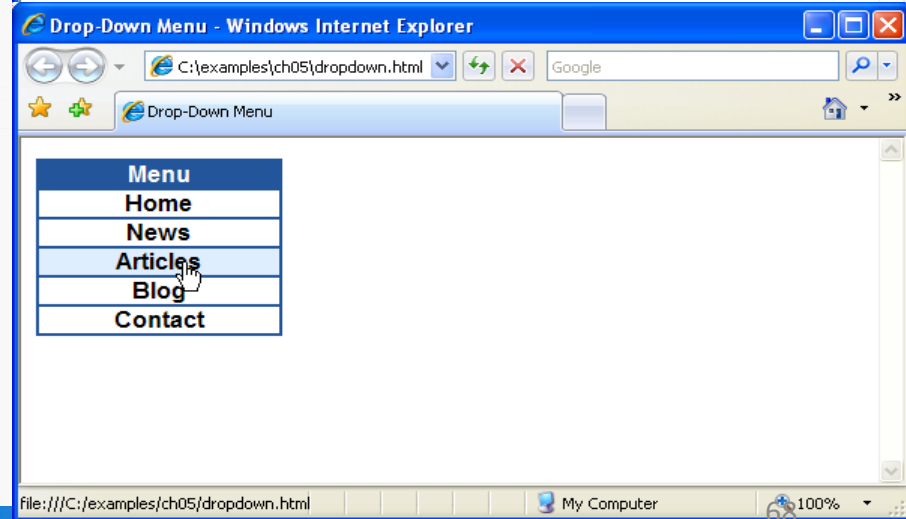 Drop-Down Menu - Windows Internet Explorer
C:\examples\ch05\dropdown.html
Google
Drop-Down Menu
»
Menu
Home
News
Articles
Blog
Contact
file:///C:/examples/ch05/dropdown.html My Computer 100%
68